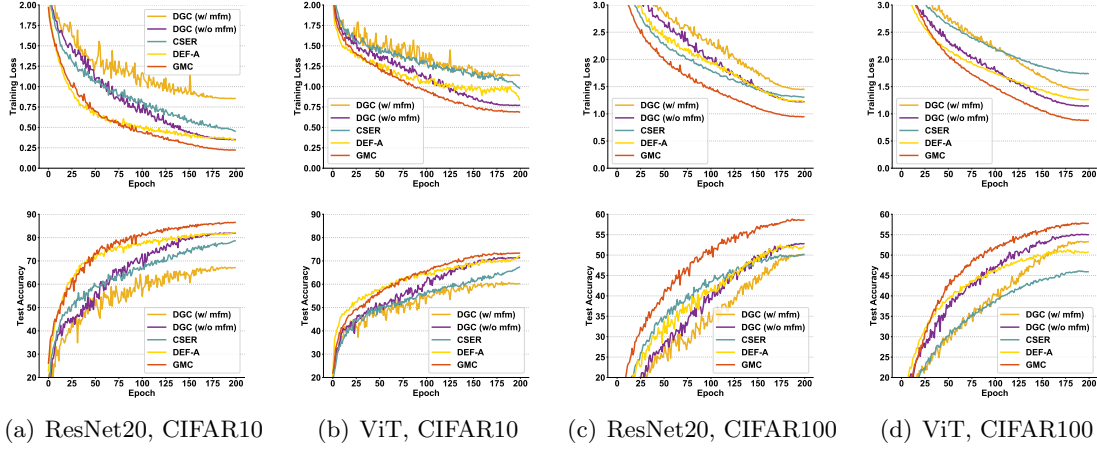 2.00
1.75
1.50
1.25
1.00
0.75
0.50
0.25
0.00
Training Loss
0 25 50 75 100 125 150 175 200
Epoch
DGC (w/ mfm)
DGC (w/o mfm)
CSER
DEF-A
GMC
2.00
1.75
1.50
1.25
1.00
0.75
0.50
0.25
0.00
Training Loss
0 25 50 75 100 125 150 175 200
Epoch
DGC (w/ mfm)
DGC (w/o mfm)
CSER
DEF-A
GMC
3.0
2.5
2.0
1.5
1.0
0.5
0.0
Training Loss
0 25 50 75 100 125 150 175 200
Epoch
DGC (w/ mfm)
DGC (w/o mfm)
CSER
DEF-A
GMC
3.0
2.5
2.0
1.5
1.0
0.5
0.0
Training Loss
0 25 50 75 100 125 150 175 200
Epoch
DGC (w/ mfm)
DGC (w/o mfm)
CSER
DEF-A
GMC
90
80
70
60
50
40
30
20
Test Accuracy
0 25 50 75 100 125 150 175 200
Epoch
DGC (w/ mfm)
DGC (w/o mfm)
CSER
DEF-A
GMC
90
80
70
60
50
40
30
20
Test Accuracy
0 25 50 75 100 125 150 175 200
Epoch
DGC (w/ mfm)
DGC (w/o mfm)
CSER
DEF-A
GMC
60
55
50
45
40
35
30
25
20
Test Accuracy
0 25 50 75 100 125 150 175 200
Epoch
DGC (w/ mfm)
DGC (w/o mfm)
CSER
DEF-A
GMC
60
55
50
45
40
35
30
25
20
Test Accuracy
0 25 50 75 100 125 150 175 200
Epoch
DGC (w/ mfm)
DGC (w/o mfm)
CSER
DEF-A
GMC
(a) ResNet20, CIFAR10
(b) ViT, CIFAR10
(c) ResNet20, CIFAR100
(d) ViT, CIFAR100